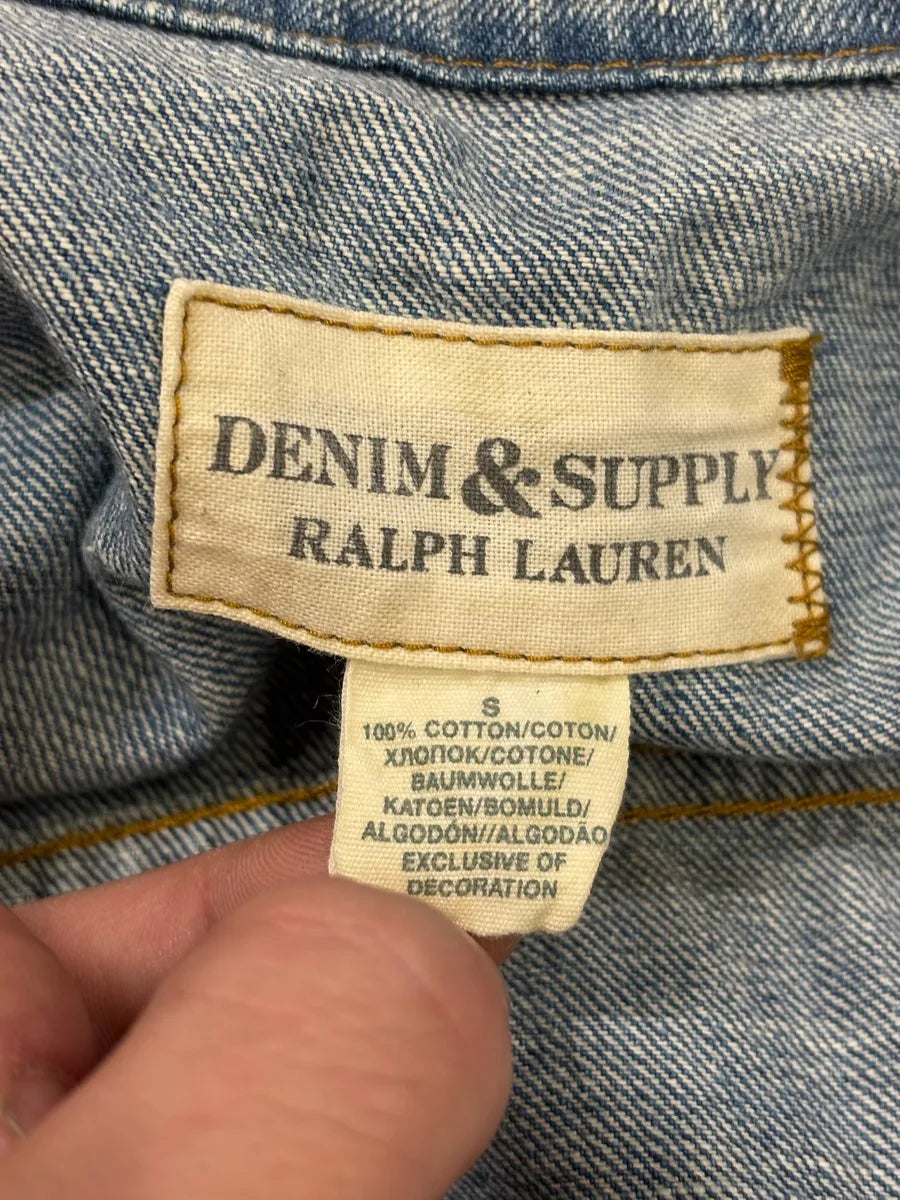 DENIM & SUPPLY
RALPH LAUREN
S
100% COTTON/COTON/
ХЛОПОК/COTONE/
BAUMWOLLE/
KATOEN/BOMULD/
ALGODÓN//ALGODÃO
EXCLUSIVE OF
DECORATION